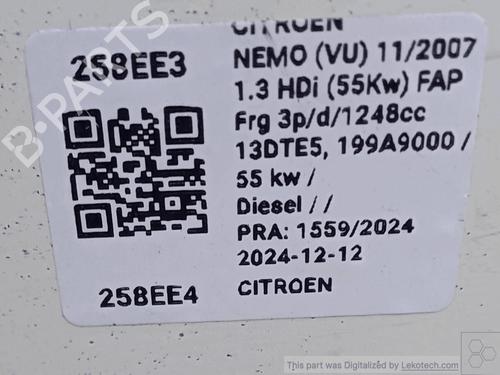 258EE3
258EE4
CITROEN
NEMO (VU) 11/2007
1.3 HDi (55Kw) FAP
Frg 3p/d/1248cc
13DTE5, 199A9000 /
55 kw /
Diesel / /
PRA: 1559/2024
2024-12-12
CITROEN
B-PARTS
This part was Digitalized by Lekotech.com